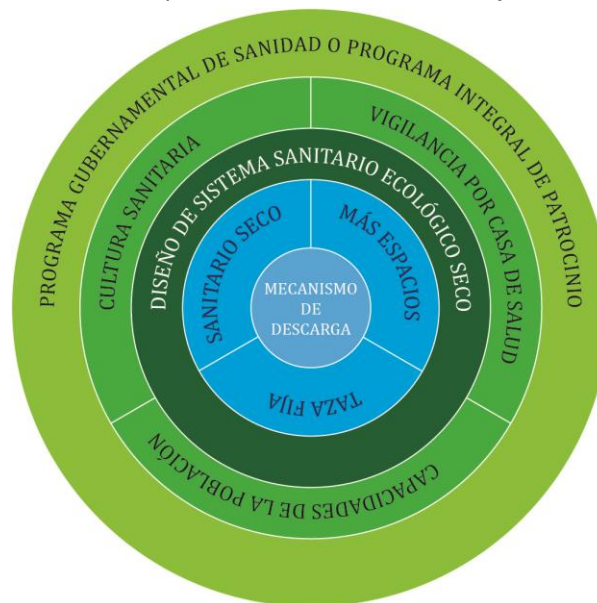 PROGRAMA GUBERNAMENTAL DE SANIDAD O PROGRAMA INTEGRAL DE PATROCINIO
CULTURA SANITARIA
VIGILANCIA POR CASA DE SALUD
CAPACIDADES DE LA POBLACIÓN
DISEÑO DE SISTEMA SANITARIO ECOLÓGICO SECO
SANITARIO SECO
MÁS ESPACIOS
TAZA FIJA
MECANISMO
DE
DESCARGA